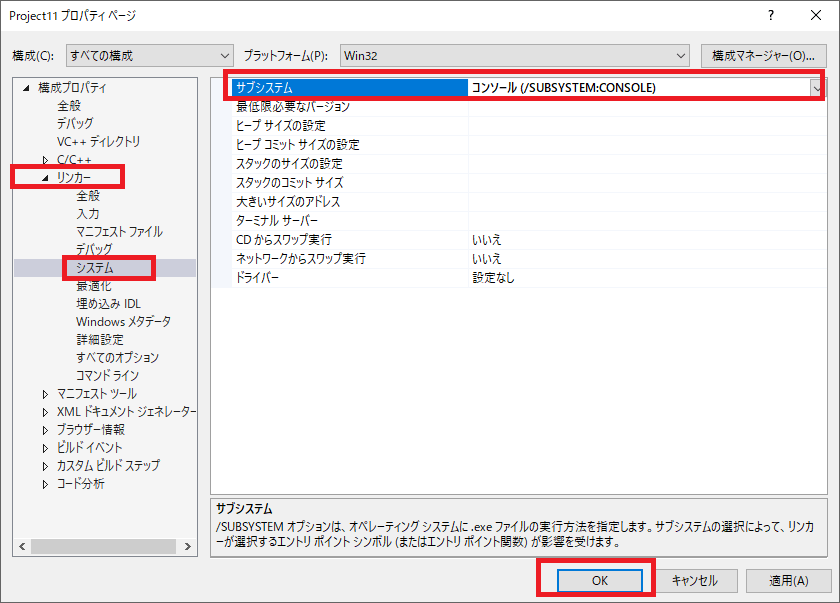 Project11 プロパティ ページ
?
構成(C): すべての構成 プラットフォーム(P): Win32 構成マネージャー(O)...
構成プロパティ
全般
デバッグ
VC++ ディレクトリ
C/C++
リンカー
全般
入力
マニフェスト ファイル
デバッグ
システム
最適化
埋め込み IDL
Windows メタデータ
詳細設定
すべてのオプション
コマンド ライン
マニフェスト ツール
XML ドキュメント ジェネレーター
ブラウザー情報
ビルド イベント
カスタム ビルド ステップ
コード分析
サブシステム コンソール (/SUBSYSTEM:CONSOLE)
最低限必要なバージョン
ヒープ サイズの設定
ヒープ コミット サイズの設定
スタックのサイズの設定
スタックのコミット サイズ
大きいサイズのアドレス
ターミナル サーバー
CD からスワップ実行 いいえ
ネットワークからスワップ実行 いいえ
ドライバー 設定なし
サブシステム
/SUBSYSTEM オプションは、オペレーティング システムに .exe ファイルの実行方法を指定します。サブシステムの選択によって、リンカ
ーが選択するエントリ ポイント シンボル (またはエントリ ポイント関数) が影響を受けます。
OK キャンセル 適用(A)